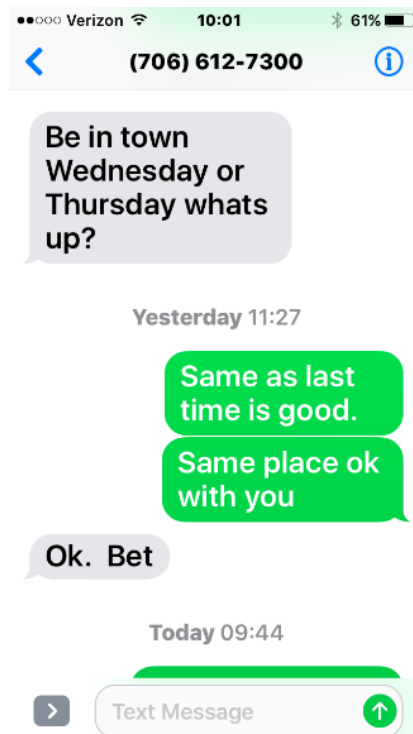 Verizon 10:01 61%
(706) 612-7300
Be in town
Wednesday or
Thursday whats
up?
Yesterday 11:27
Same as last
time is good.
Same place ok
with you
Ok. Bet
Today 09:44
Text Message